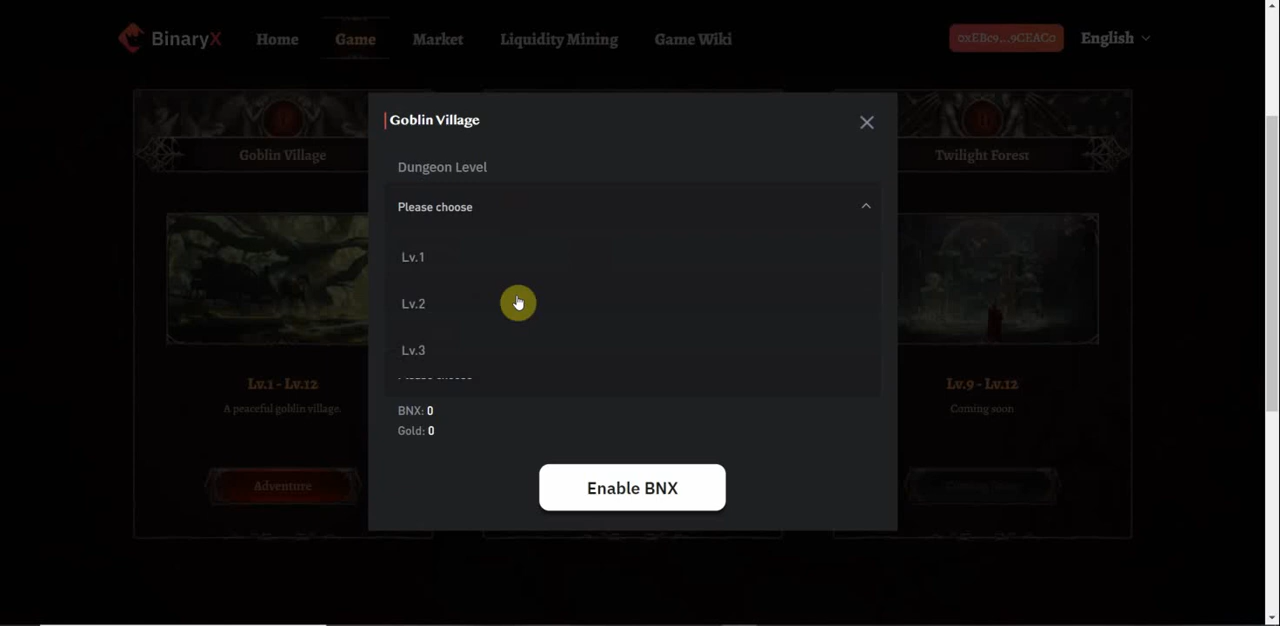 BinaryX Home Game Market Liquidity Mining Game Wiki 0xEBc9...9CEAC0 English
Goblin Village
Goblin Village
Twilight Forest
Dungeon Level
Please choose
Lv.1
Lv.2
Lv.3
Lv.1 - Lv.12
Lv.9 - Lv.12
A peaceful goblin village.
Coming soon
BNX: 0
Gold: 0
Adventure
Enable BNX